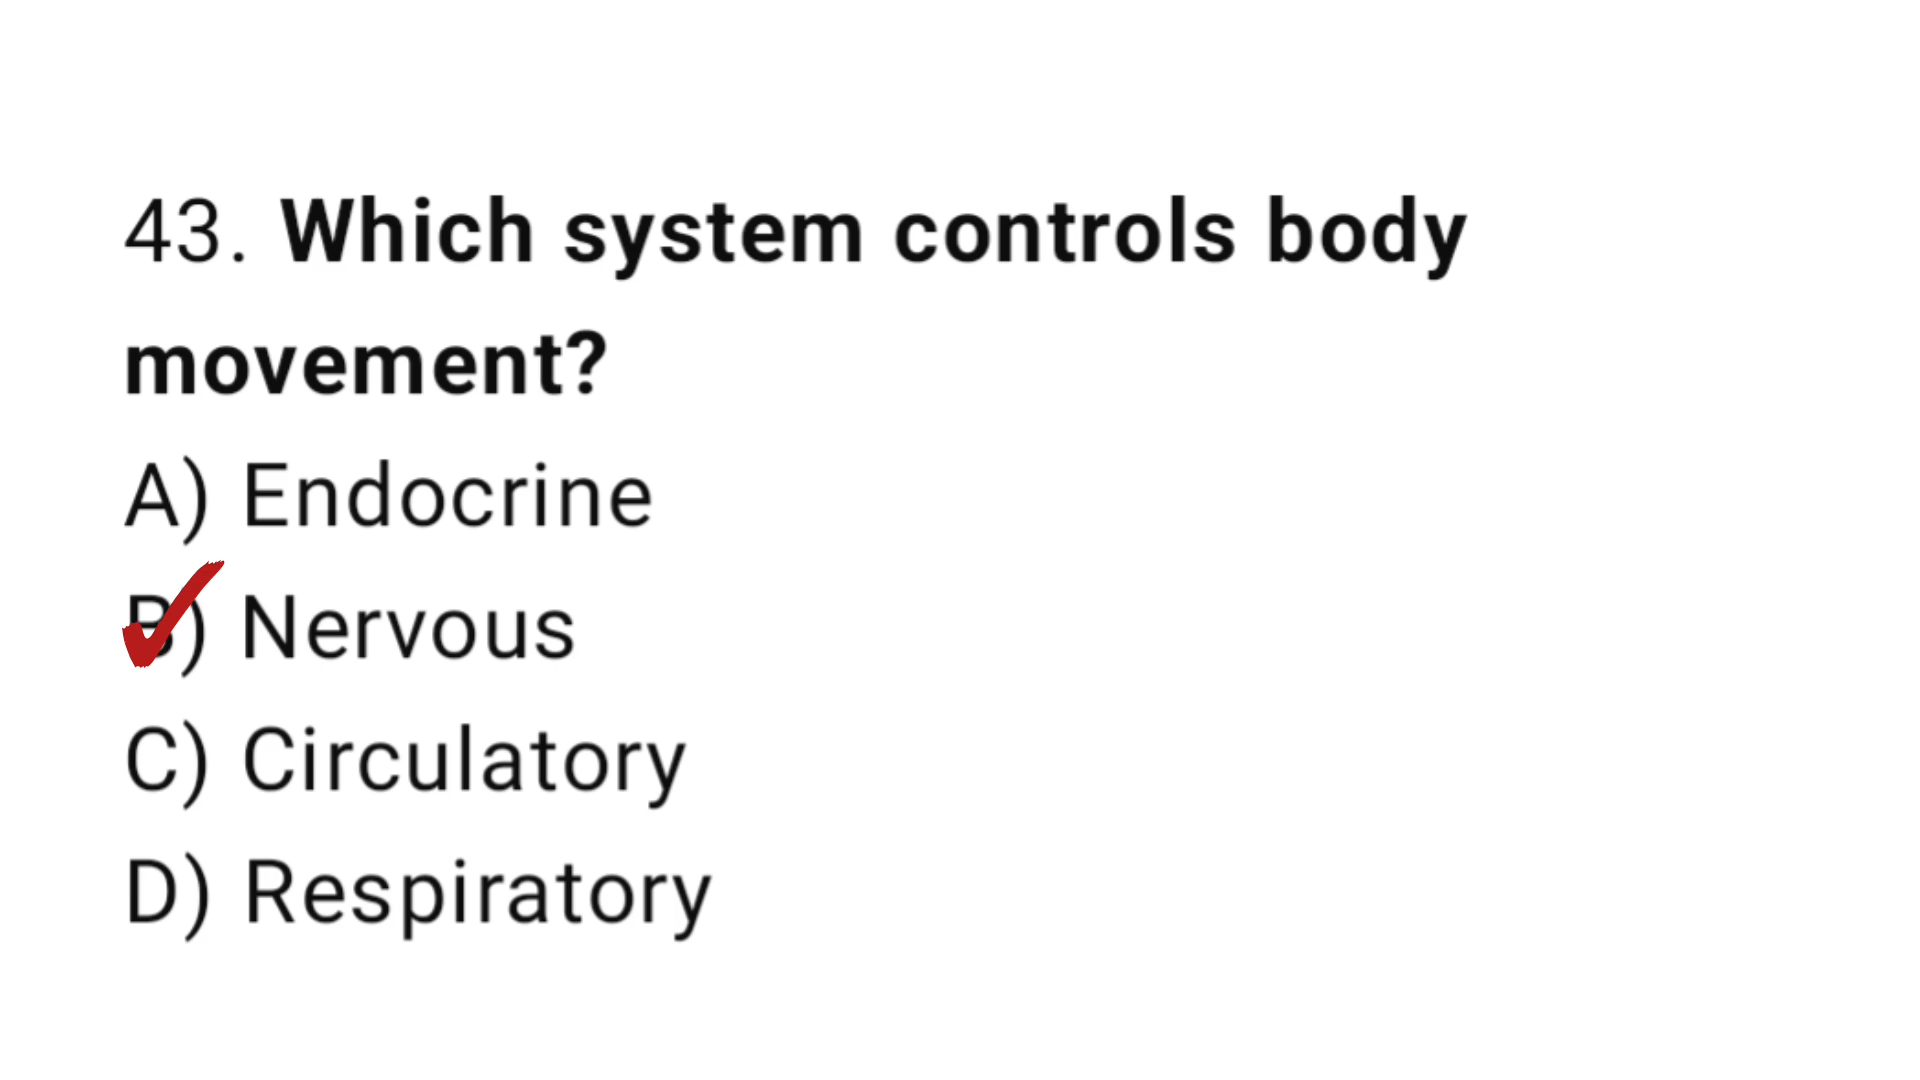 43. Which system controls body
movement?
A) Endocrine
B) Nervous
C) Circulatory
D) Respiratory